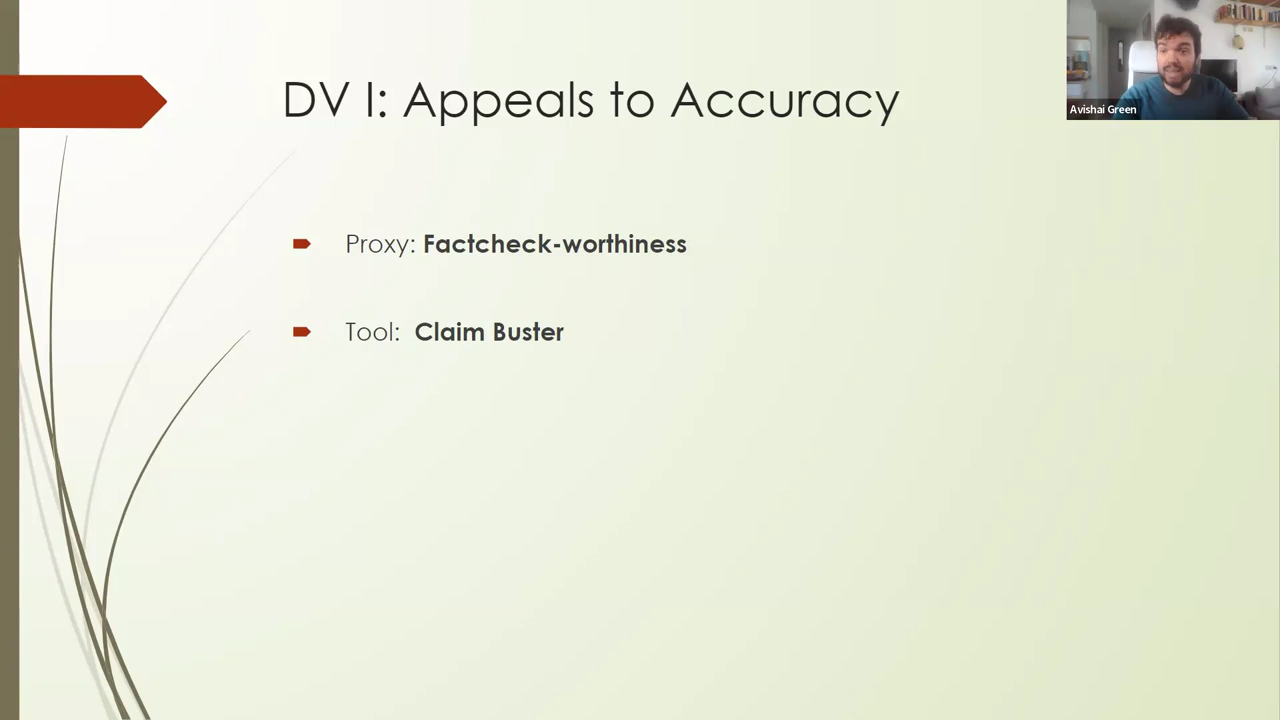 DV I: Appeals to Accuracy
Avishai Green
Proxy: Factcheck-worthiness
Tool: Claim Buster